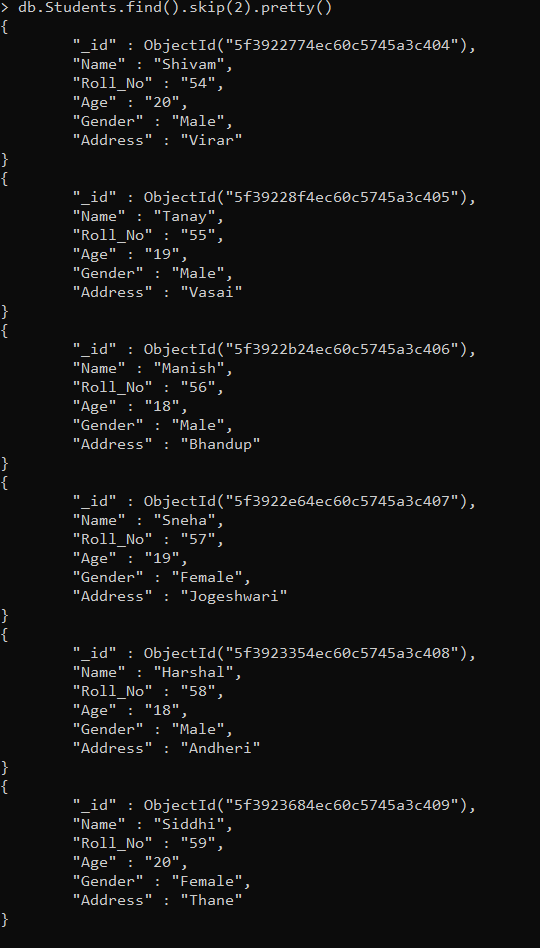 > db.Students.find().skip(2).pretty()
{
        "_id" : ObjectId("5f3922774ec60c5745a3c404"),
        "Name" : "Shivam",
        "Roll_No" : "54",
        "Age" : "20",
        "Gender" : "Male",
        "Address" : "Virar"
}
{
        "_id" : ObjectId("5f39228f4ec60c5745a3c405"),
        "Name" : "Tanay",
        "Roll_No" : "55",
        "Age" : "19",
        "Gender" : "Male",
        "Address" : "Vasai"
}
{
        "_id" : ObjectId("5f3922b24ec60c5745a3c406"),
        "Name" : "Manish",
        "Roll_No" : "56",
        "Age" : "18",
        "Gender" : "Male",
        "Address" : "Bhandup"
}
{
        "_id" : ObjectId("5f3922e64ec60c5745a3c407"),
        "Name" : "Sneha",
        "Roll_No" : "57",
        "Age" : "19",
        "Gender" : "Female",
        "Address" : "Jogeshwari"
}
{
        "_id" : ObjectId("5f3923354ec60c5745a3c408"),
        "Name" : "Harshal",
        "Roll_No" : "58",
        "Age" : "18",
        "Gender" : "Male",
        "Address" : "Andheri"
}
{
        "_id" : ObjectId("5f3923684ec60c5745a3c409"),
        "Name" : "Siddhi",
        "Roll_No" : "59",
        "Age" : "20",
        "Gender" : "Female",
        "Address" : "Thane"
}